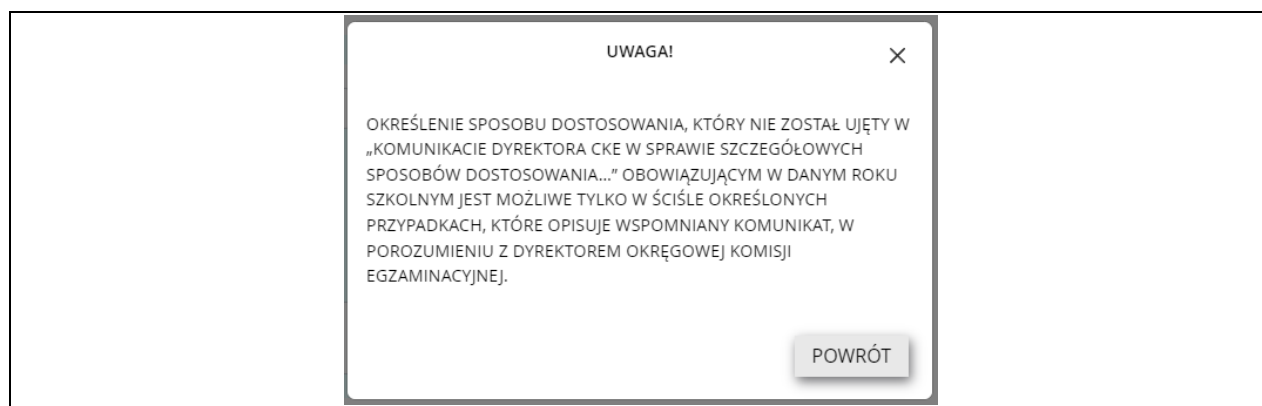 UWAGA!
OKREŚLENIE SPOSOBU DOSTOSOWANIA, KTÓRY NIE ZOSTAŁ UJĘTY W
„KOMUNIKACIE DYREKTORA CKE W SPRAWIE SZCZEGÓŁOWYCH
SPOSOBÓW DOSTOSOWANIA...” OBOWIĄZUJĄCYM W DANYM ROKU
SZKOLNYM JEST MOŻLIWE TYLKO W ŚCIŚLE OKREŚLONYCH
PRZYPADKACH, KTÓRE OPISUJE WSPOMNIANY KOMUNIKAT, W
POROZUMIENIU Z DYREKTOREM OKRĘGOWEJ KOMISJI
EGZAMINACYJNEJ.
POWRÓT